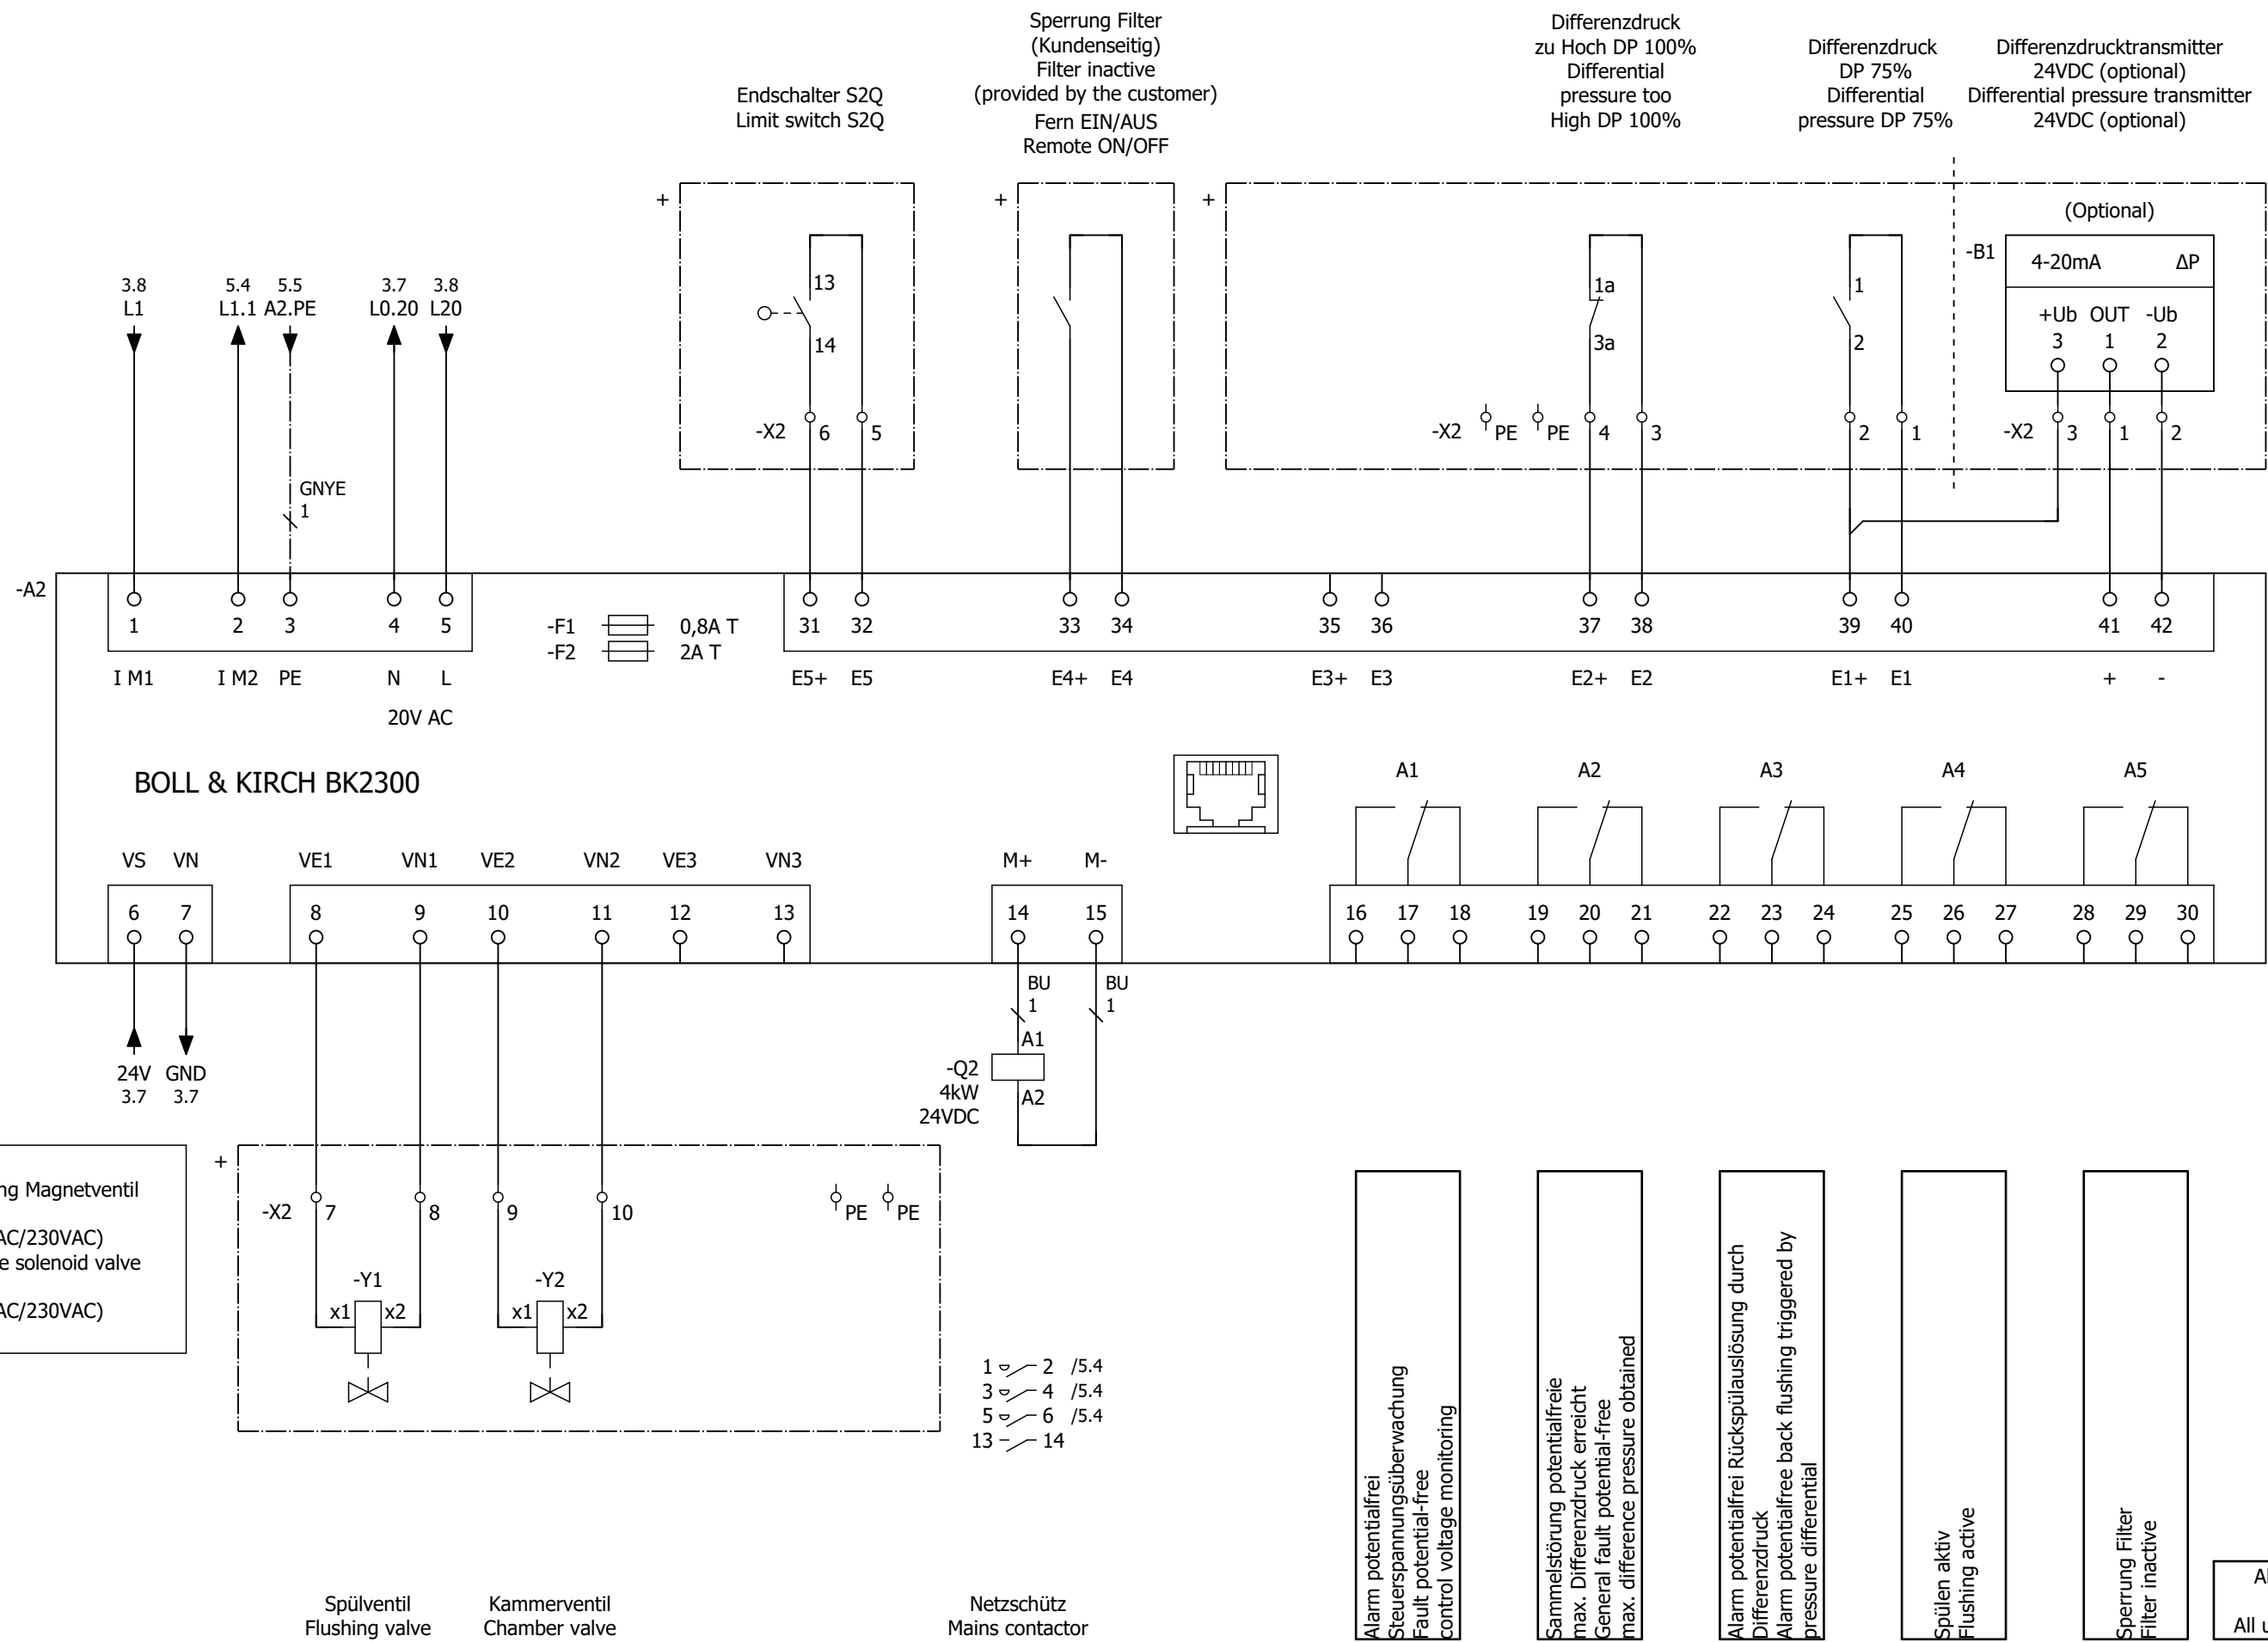 Sperrung Filter
(Kundenseitig)
Filter inactive
(provided by the customer)
Fern EIN/AUS
Remote ON/OFF
Differenzdruck
zu Hoch DP 100%
Differential
pressure too
High DP 100%
Differenzdruck
DP 75%
Differential
pressure DP 75%
Differenzdrucktransmitter
24VDC (optional)
Differential pressure transmitter
24VDC (optional)
Endschalter S2Q
Limit switch S2Q
+ + +
(Optional)
-B1 4-20mA ΔP
+Ub OUT -Ub
3 1 2
13
14
1a
3a
1
2
3.8 5.4 5.5 3.7 3.8
L1 L1.1 A2.PE L0.20 L20
-X2 6 5
-X2 PE PE 4 3 2 1
-X2 3 1 2
GNYE
1
-A2
1 2 3 4 5
-F1 0,8A T
-F2 2A T
31 32 33 34 35 36 37 38 39 40 41 42
I M1 I M2 PE N L
E5+ E5 E4+ E4 E3+ E3 E2+ E2 E1+ E1 + -
20V AC
BOLL & KIRCH BK2300
A1 A2 A3 A4 A5
VS VN VE1 VN1 VE2 VN2 VE3 VN3 M+ M-
6 7 8 9 10 11 12 13 14 15
16 17 18 19 20 21 22 23 24 25 26 27 28 29 30
BU BU
1 1
A1
-Q2
4kW A2
24VDC
24V GND
3.7 3.7
ng Magnetventil
AC/230VAC)
e solenoid valve
AC/230VAC)
+
-X2 7 8 9 10 PE PE
-Y1 -Y2
x1 x2 x1 x2
1 2 /5.4
3 4 /5.4
5 6 /5.4
13 14
Alarm potentialfrei
Steuerspannungsüberwachung
Fault potential-free
control voltage monitoring
Sammelstörung potentialfreie
max. Differenzdruck erreicht
General fault potential-free
max. difference pressure obtained
Alarm potentialfrei Rückspülauslösung durch
Differenzdruck
Alarm potentialfree back flushing triggered by
pressure differential
Spülen aktiv
Flushing active
Sperrung Filter
Filter inactive
Spülventil
Flushing valve
Kammerventil
Chamber valve
Netzschütz
Mains contactor
All